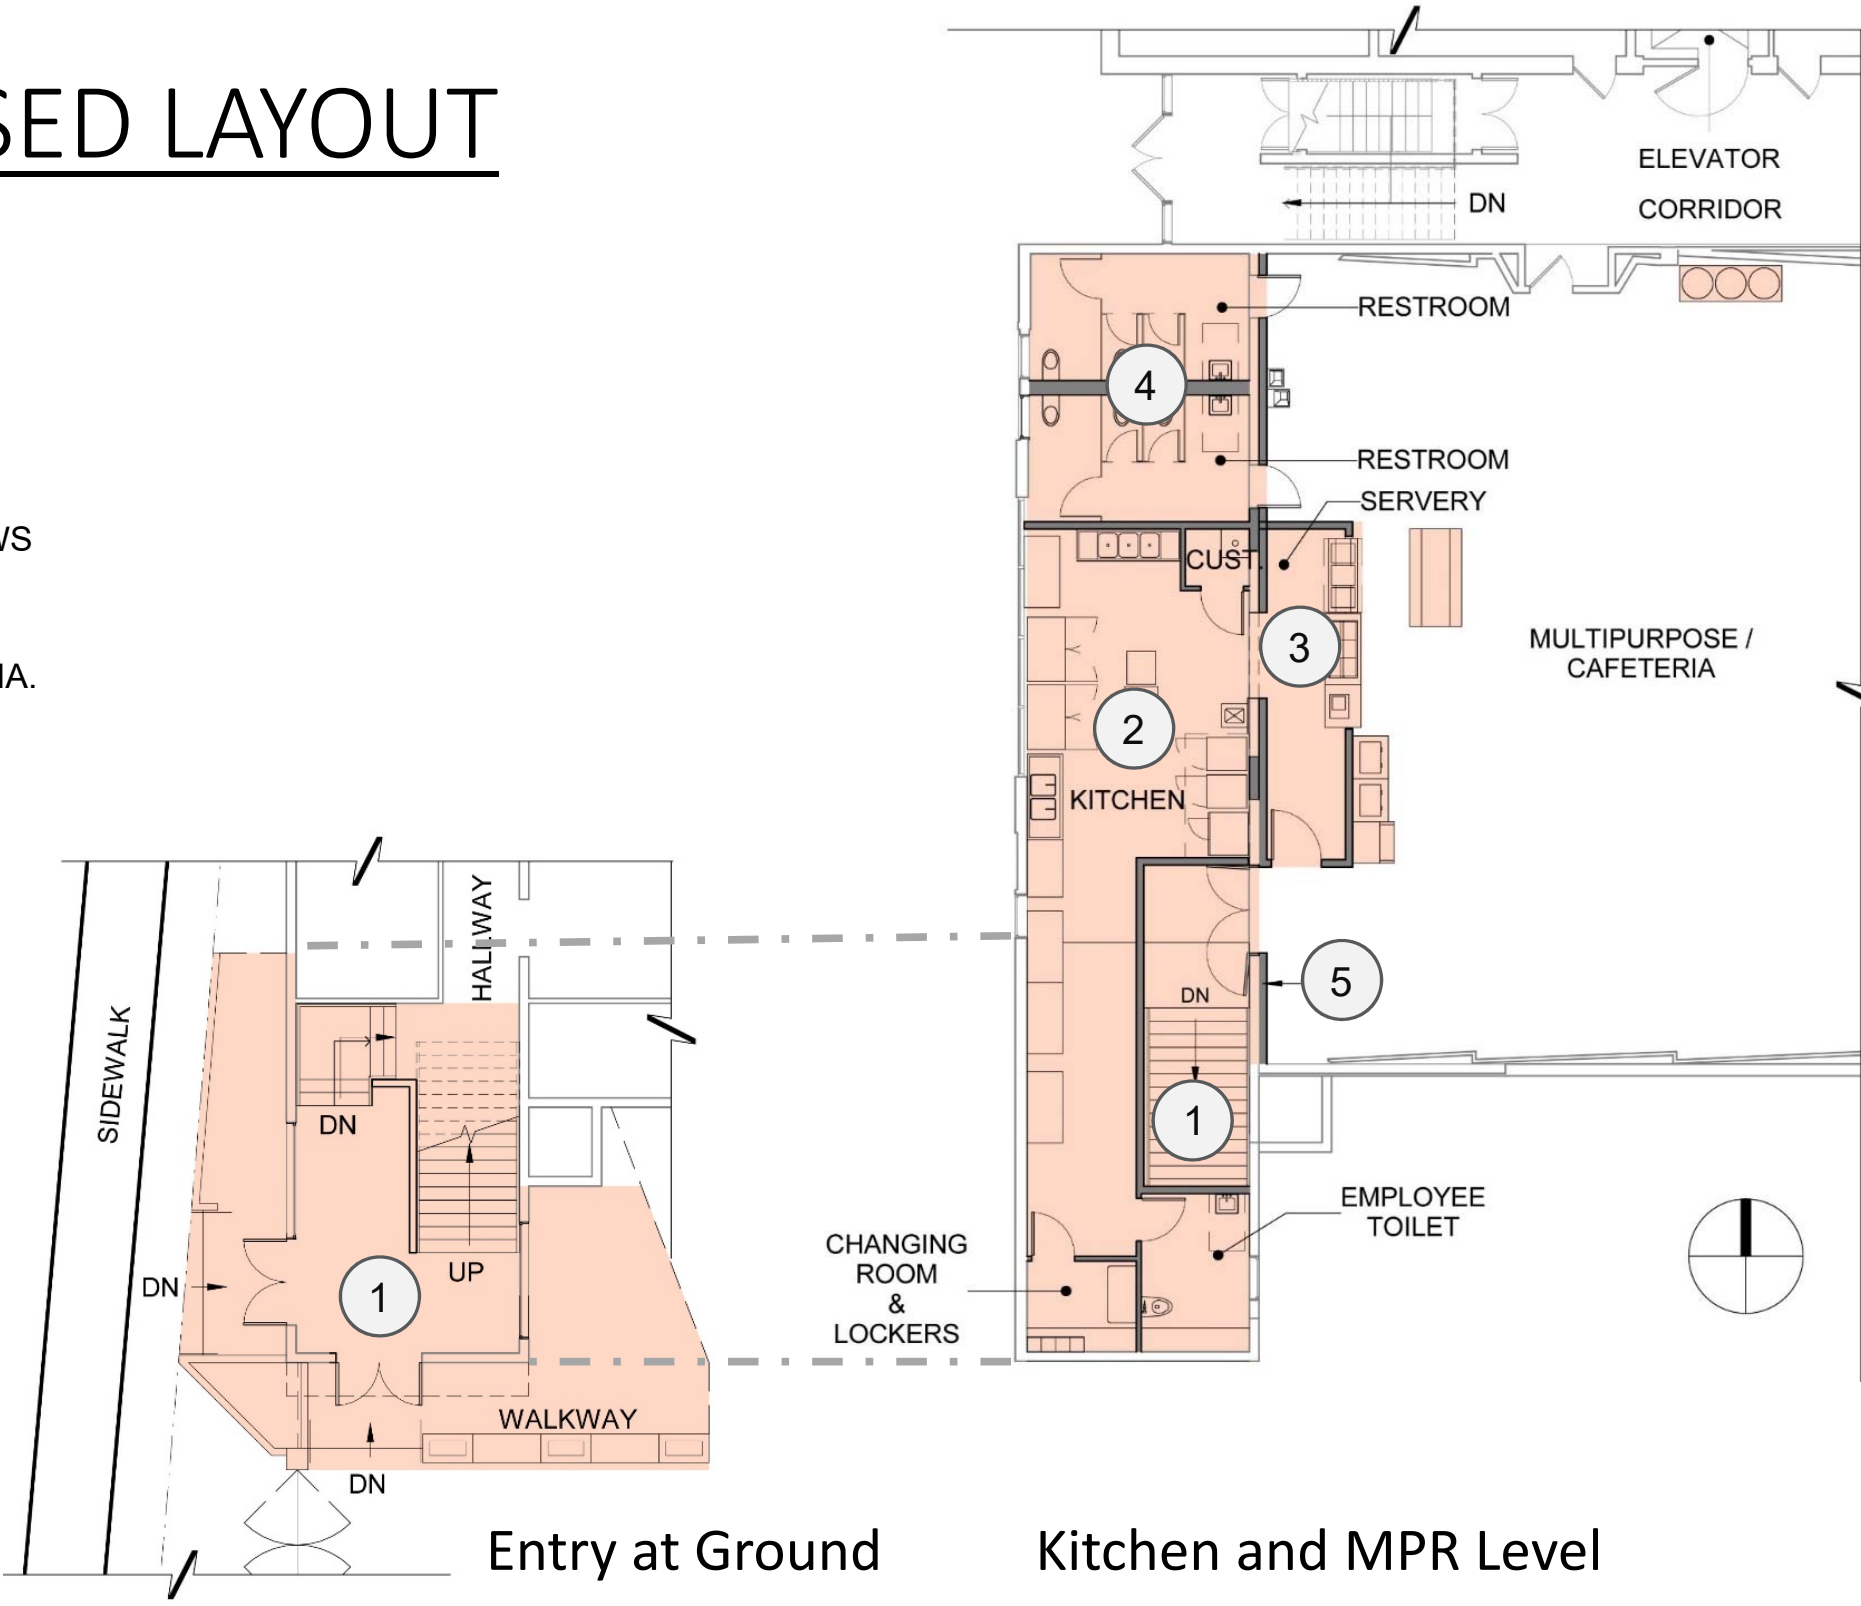 SED LAYOUT
WS
IA.
ELEVATOR
CORRIDOR
DN
RESTROOM
4
RESTROOM
SERVERY
CUST.
3
MULTIPURPOSE /
CAFETERIA
2
KITCHEN
5
DN
1
EMPLOYEE
TOILET
CHANGING
ROOM
&
LOCKERS
HALLWAY
SIDEWALK
DN
UP
DN
1
WALKWAY
DN
Entry at Ground
Kitchen and MPR Level